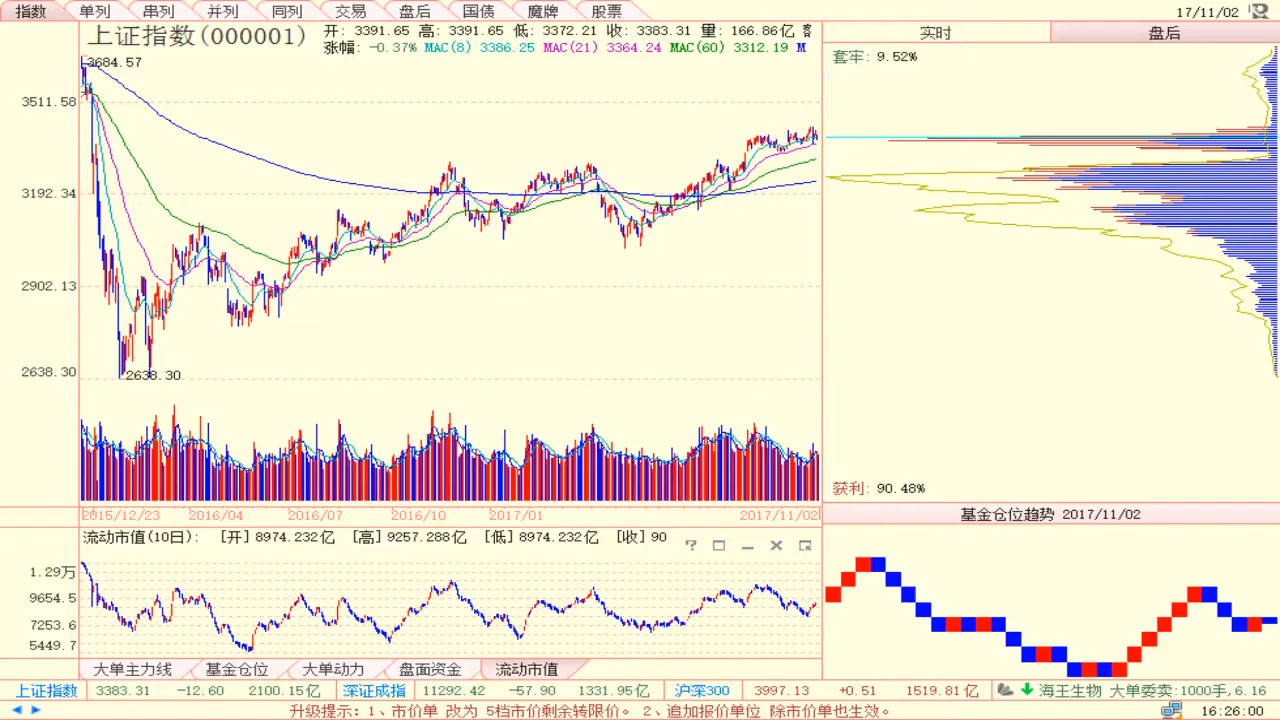 指数 单列 串列 并列 同列 交易 盘后 国债 魔牌 股票 17/11/02
上证指数(000001) 开: 3391.65 高: 3391.65 低: 3372.21 收: 3383.31 量: 166.86亿
涨幅: -0.37% MAC(8) 3386.25 MAC(21) 3364.24 MAC(60) 3312.19 M
实时 盘后
套牢: 9.52%
3684.57
3511.58
3192.34
2902.13
2638.30
2638.30
获利: 90.48%
2015/12/23 2016/04 2016/07 2016/10 2017/01 2017/11/02
基金仓位趋势 2017/11/02
流动市值(10日): [开] 8974.232亿 [高] 9257.288亿 [低] 8974.232亿 [收] 90
1.29万
9654.5
7253.6
5449.7
大单主力线 基金仓位 大单动力 盘面资金 流动市值
上证指数 3383.31 -12.60 2100.15亿 深证成指 11292.42 -57.90 1331.95亿 沪深300 3997.13 +0.51 1519.81亿 海王生物 大单委卖:1000手,6.16
升级提示: 1、市价单 改为 5档市价剩余转限价。 2、追加报价单位 除市价单也生效。 16:26:00